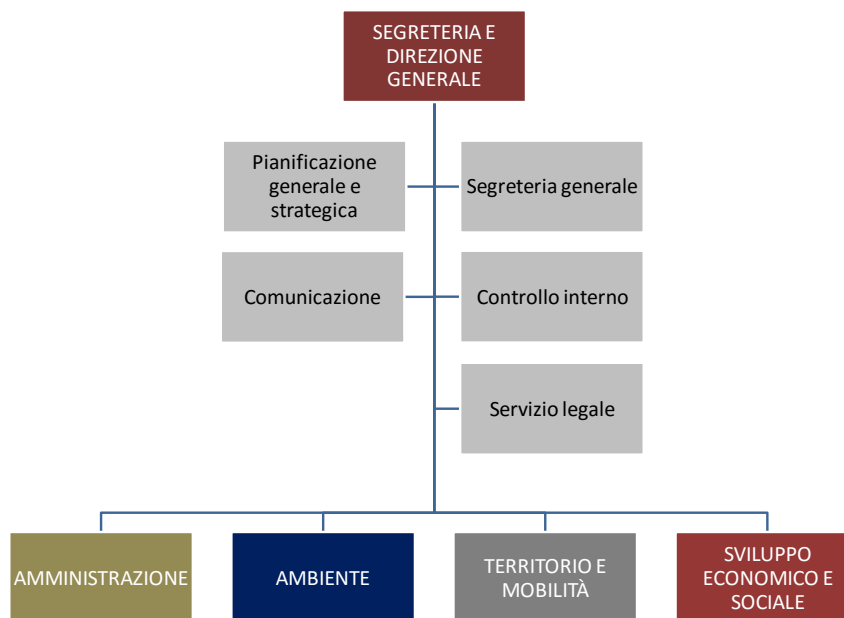 SEGRETERIA E
DIREZIONE
GENERALE
Pianificazione
generale e
strategica
Segreteria generale
Comunicazione
Controllo interno
Servizio legale
AMMINISTRAZIONE
AMBIENTE
TERRITORIO E
MOBILITÀ
SVILUPPO
ECONOMICO E
SOCIALE